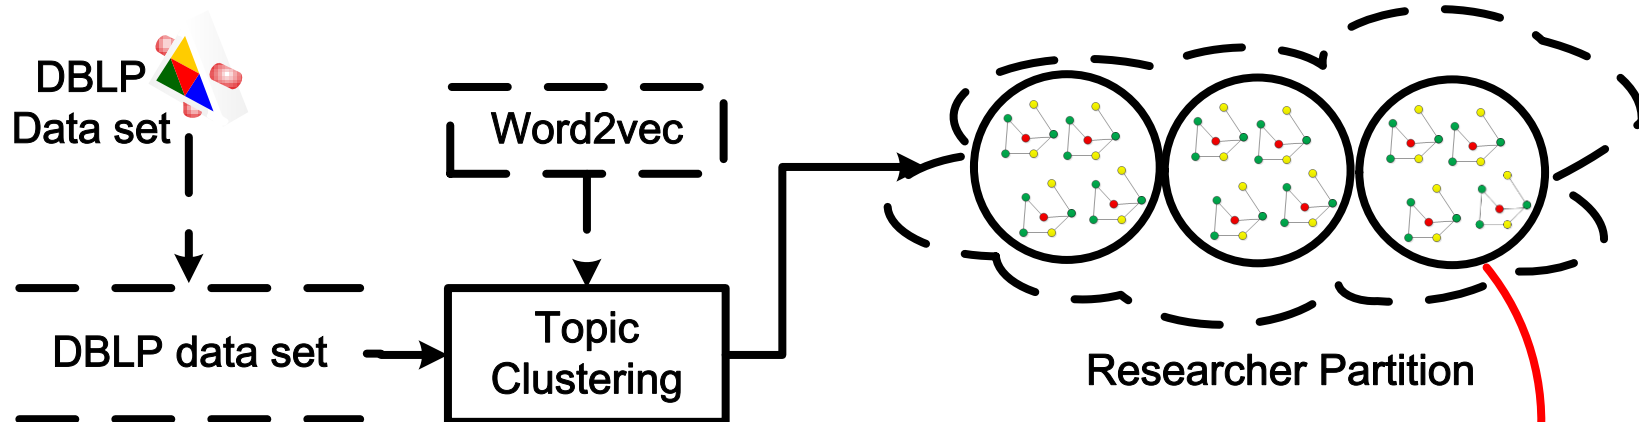 DBLP
Data set
Word2vec
DBLP data set
Topic
Clustering
Researcher Partition